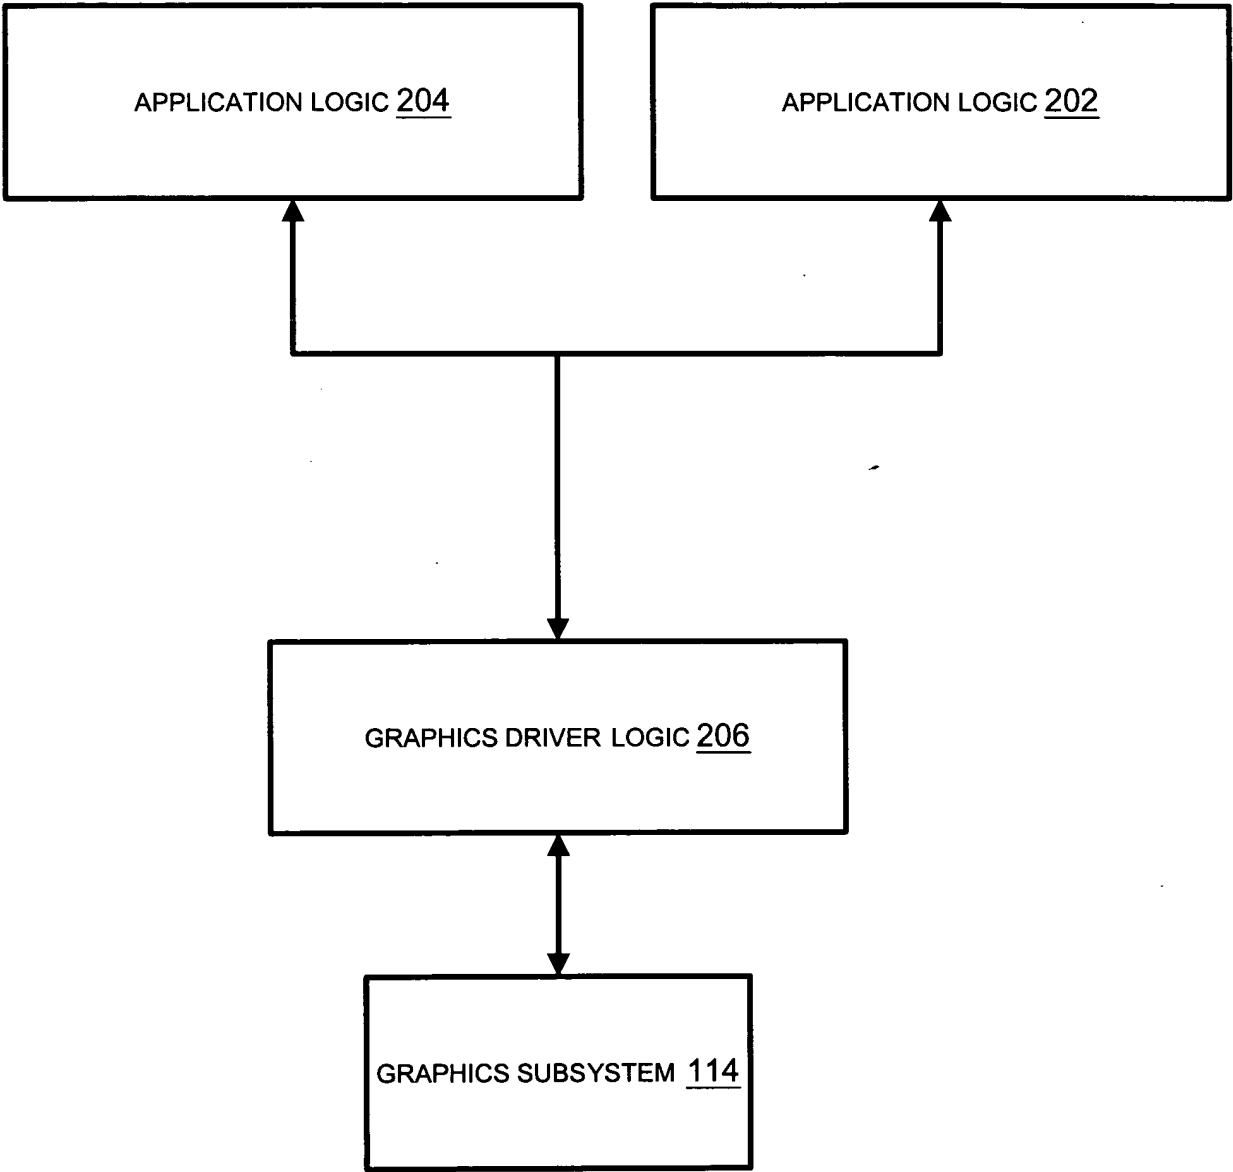 APPLICATION LOGIC 204
APPLICATION LOGIC 202
GRAPHICS DRIVER LOGIC 206
GRAPHICS SUBSYSTEM 114